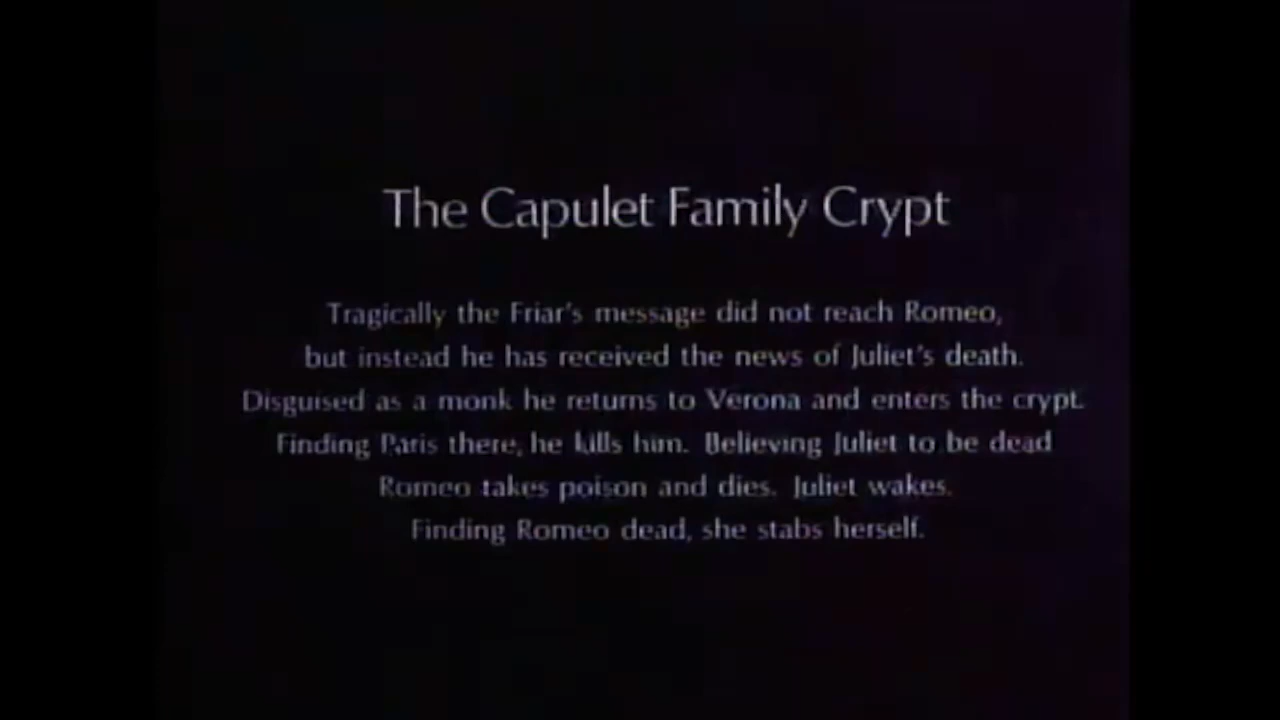 The Capulet Family Crypt
Tragically the Friar's message did not reach Romeo,
but instead he has received the news of Juliet's death.
Disguised as a monk he returns to Verona and enters the crypt.
Finding Paris there, he kills him. Believing Juliet to be dead
Romeo takes poison and dies. Juliet wakes.
Finding Romeo dead, she stabs herself.